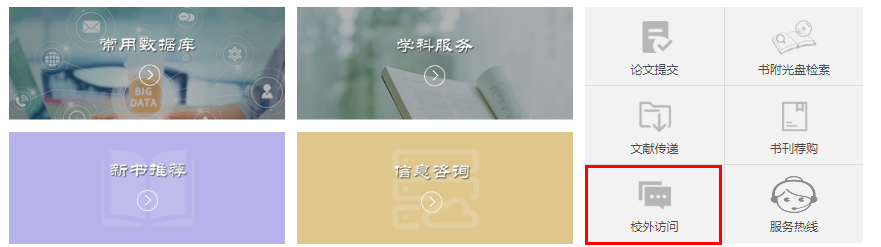 常用数据库
BIG
DATA
学科服务
新书推荐
信息咨询
论文提交
书附光盘检索
文献传递
书刊荐购
校外访问
服务热线